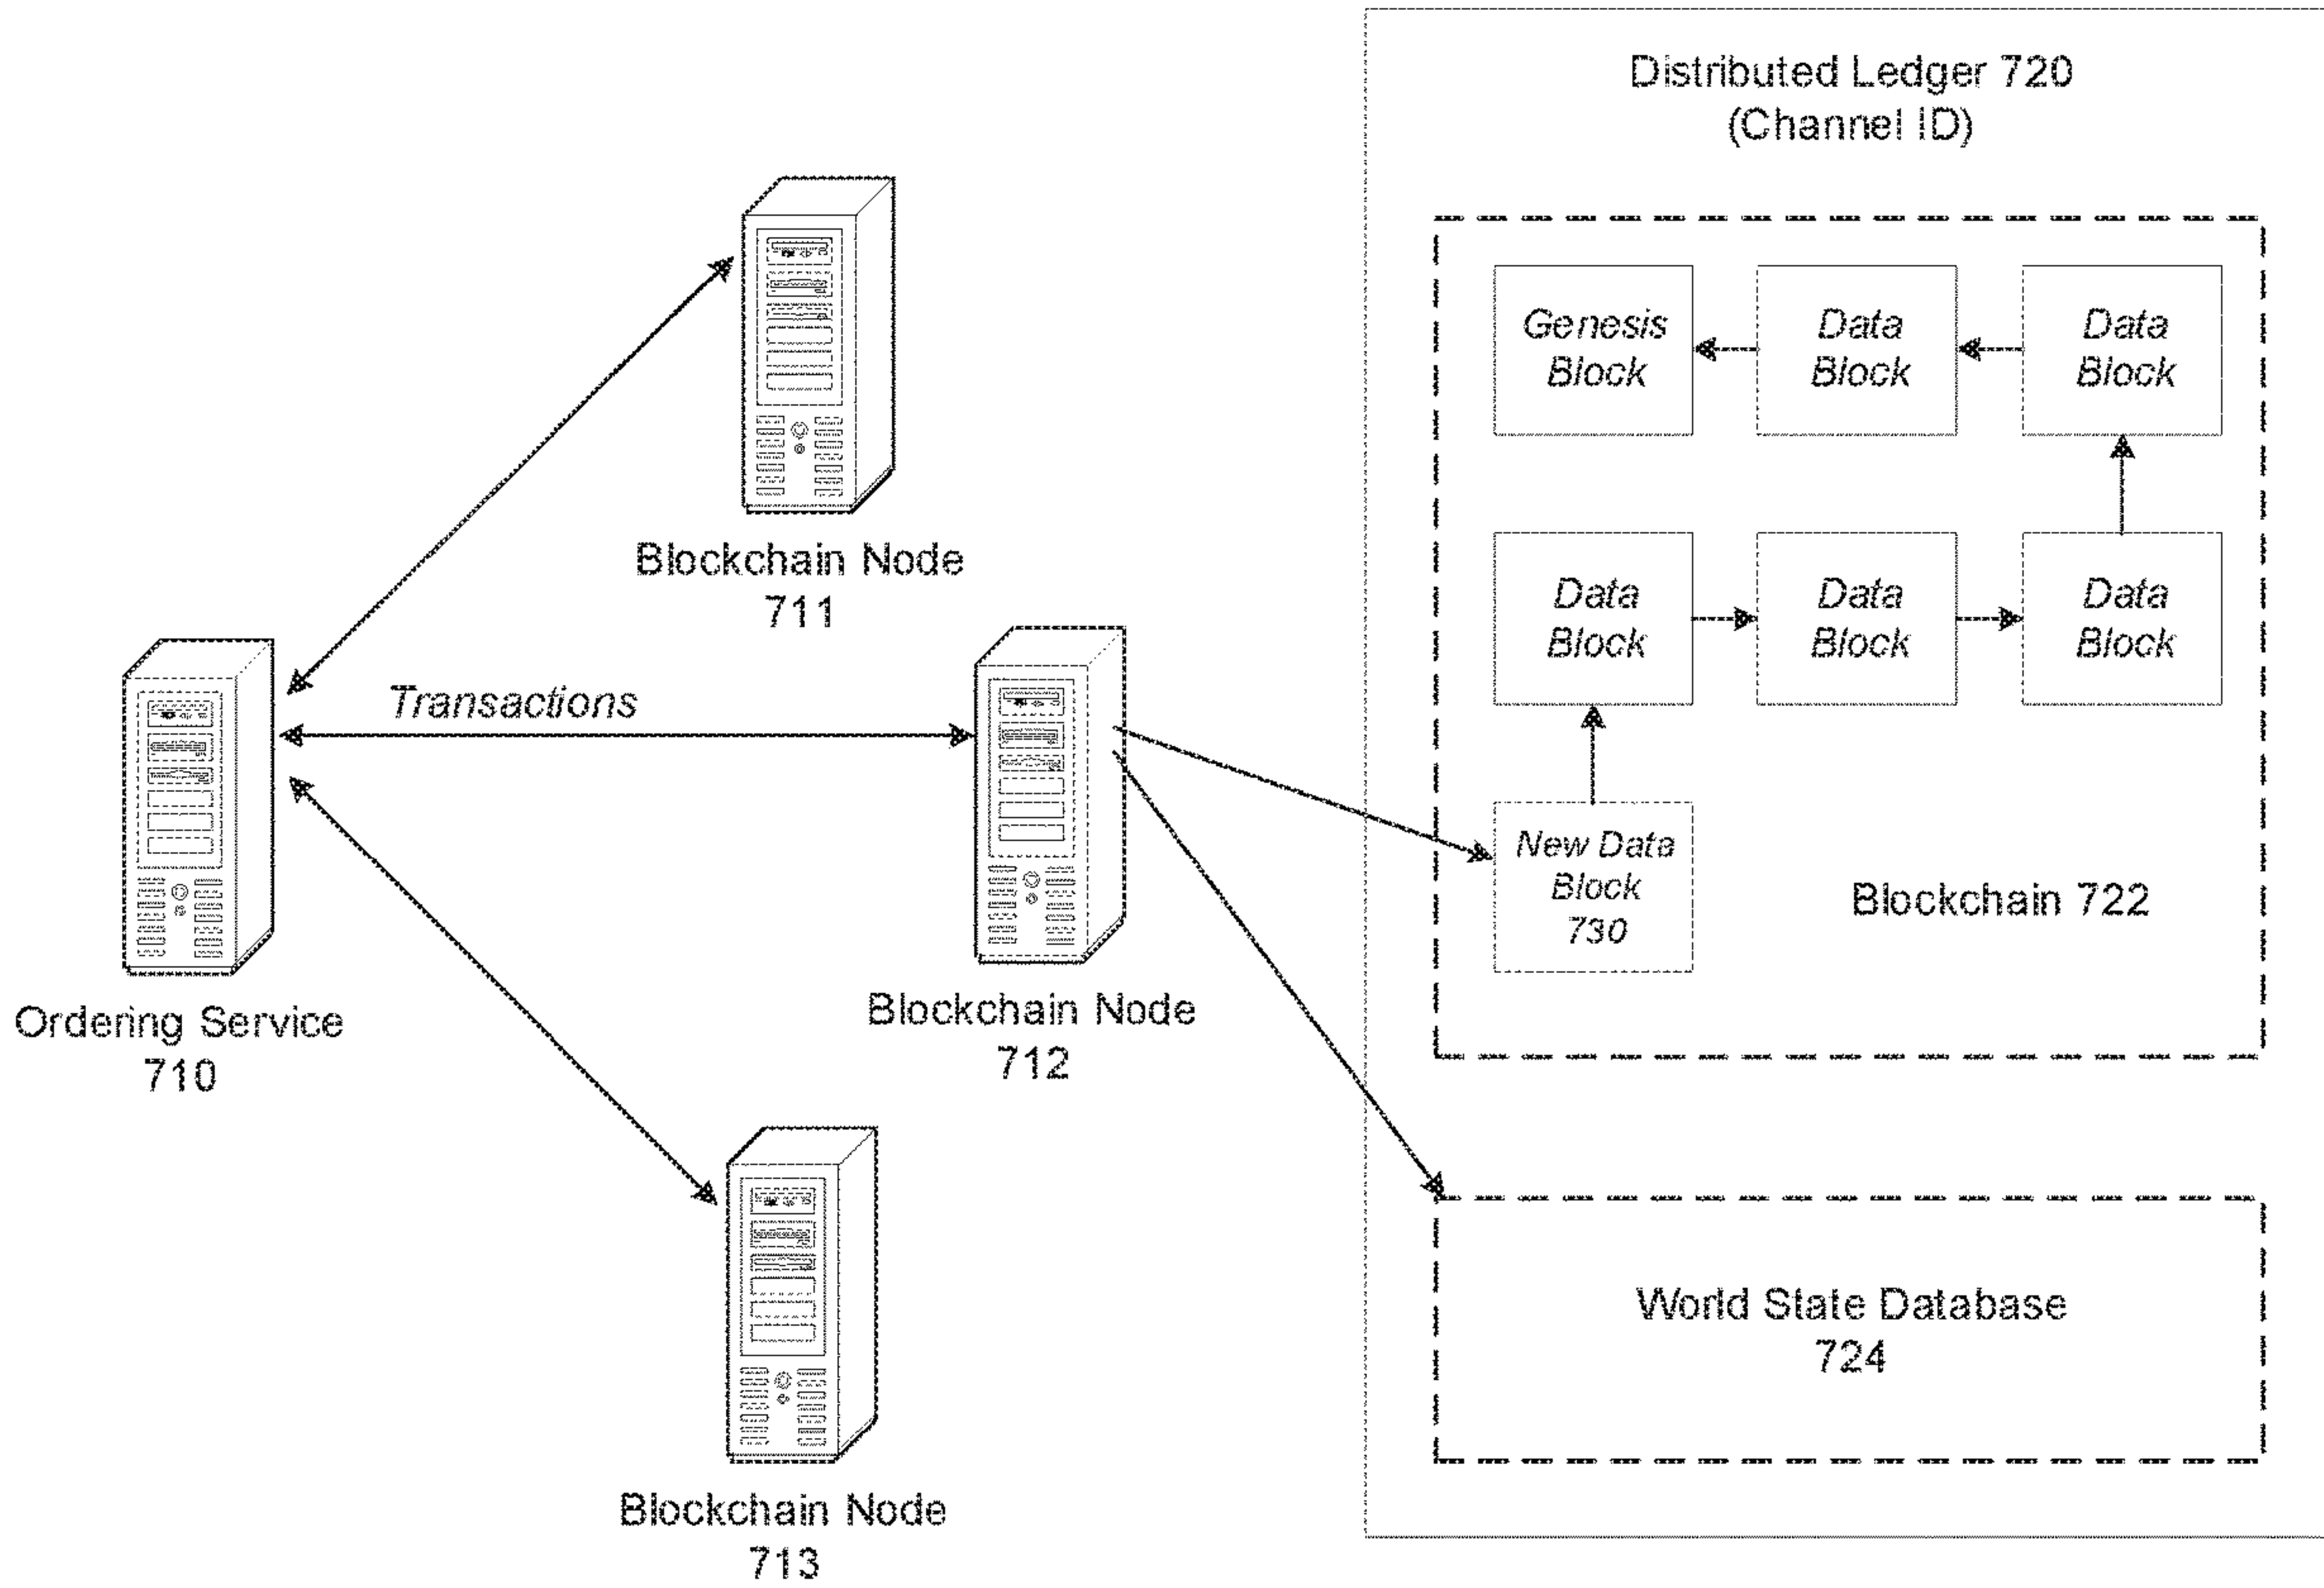 Distributed Ledger 720
(Channel ID)
Genesis
Block
Data
Block
Data
Block
Blockchain Node
711
Data
Block
Data
Block
Data
Block
Transactions
New Data
Block
730
Blockchain 722
Ordering Service
710
Blockchain Node
712
World State Database
724
Blockchain Node
713